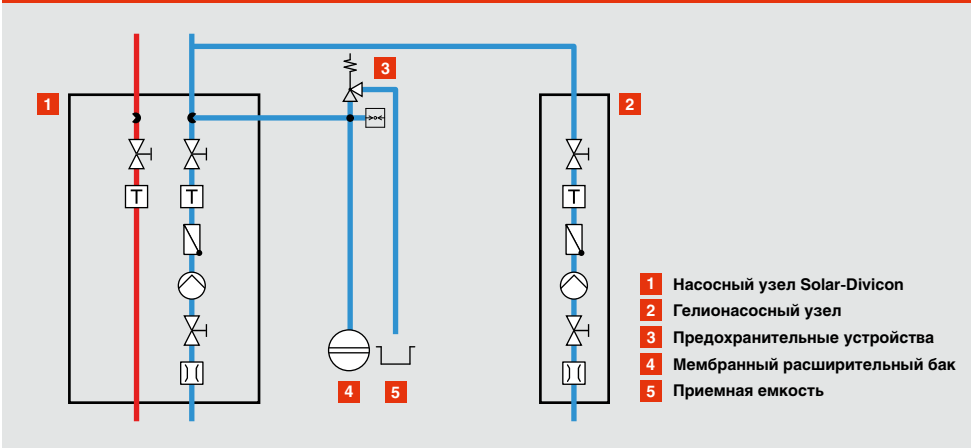 3
1
2
T
T
T
1 Насосный узел Solar-Divicon
2 Гелионасосный узел
3 Предохранительные устройства
4 Мембранный расширительный бак
5 Приемная емкость
4
5